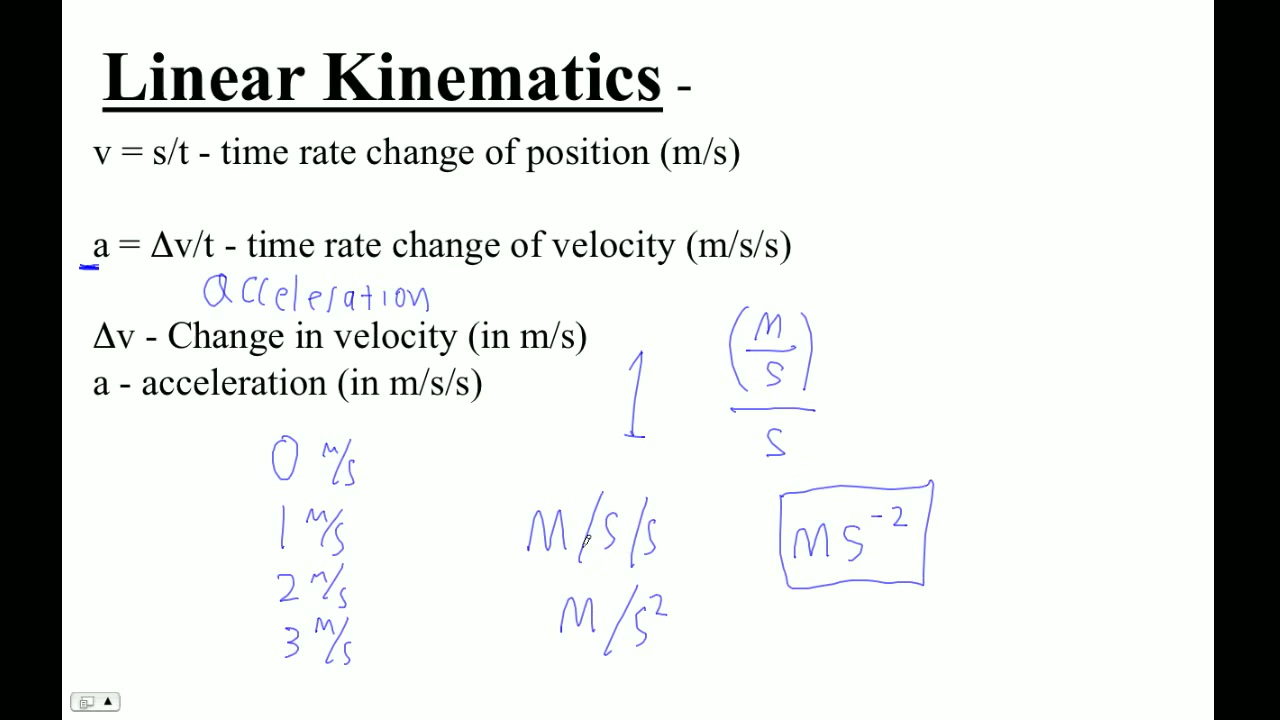 Linear Kinematics -
v = s/t - time rate change of position (m/s)
a = Δv/t - time rate change of velocity (m/s/s)
acceleration
Δv - Change in velocity (in m/s)
a - acceleration (in m/s/s)
1 (m/s)/s
0 m/s
1 m/s
2 m/s
3 m/s
m/s/s
m/s²
ms⁻²